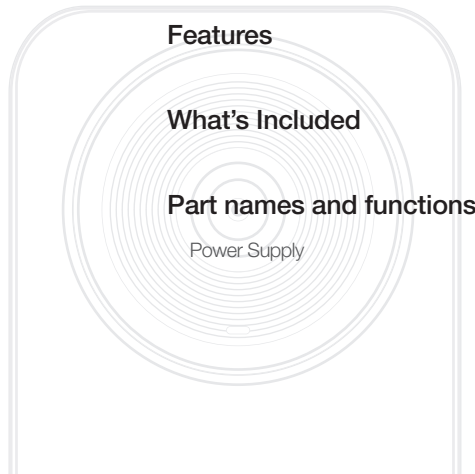 Features
What's Included
Part names and functions
Power Supply